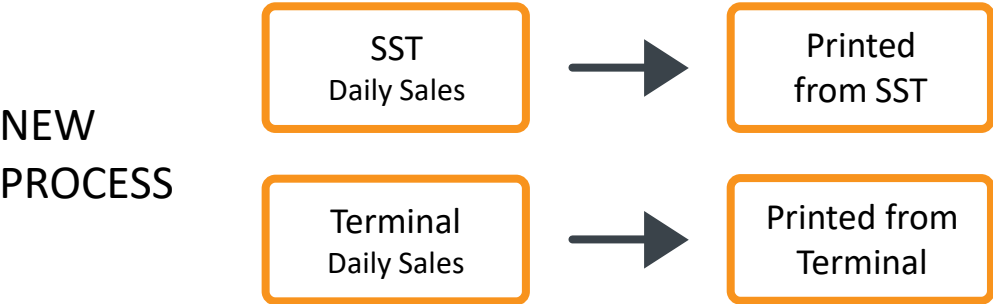 NEW
PROCESS
SST
Daily Sales
Printed
from SST
Terminal
Daily Sales
Printed from
Terminal